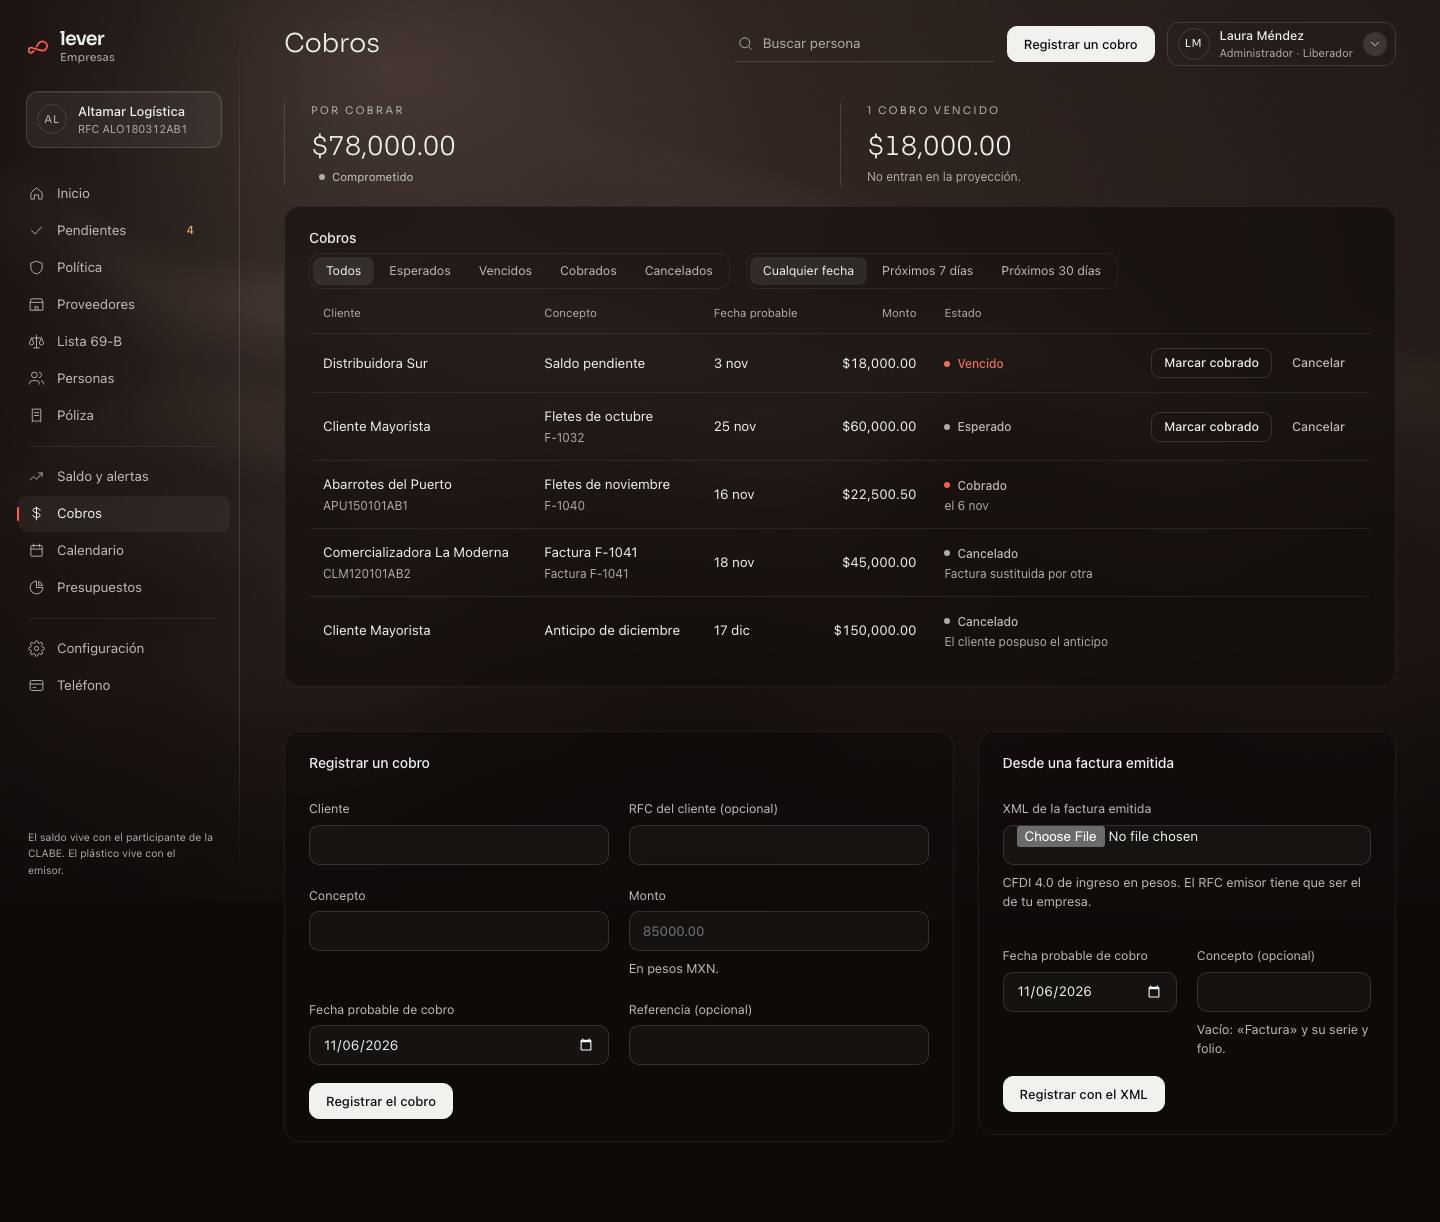 lever
Empresas
AL
Altamar Logística
RFC ALO180312AB1
Inicio
Pendientes 4
Política
Proveedores
Lista 69-B
Personas
Póliza
Saldo y alertas
Cobros
Calendario
Presupuestos
Configuración
Teléfono
El saldo vive con el participante de la
CLABE. El plástico vive con el
emisor.
Cobros
Buscar persona
Registrar un cobro
LM
Laura Méndez
Administrador · Liberador
POR COBRAR
$78,000.00
Comprometido
1 COBRO VENCIDO
$18,000.00
No entran en la proyección.
Cobros
Todos Esperados Vencidos Cobrados Cancelados Cualquier fecha Próximos 7 días Próximos 30 días
Cliente Concepto Fecha probable Monto Estado
Distribuidora Sur Saldo pendiente 3 nov $18,000.00 Vencido Marcar cobrado Cancelar
Cliente Mayorista Fletes de octubre 25 nov $60,000.00 Esperado Marcar cobrado Cancelar
F-1032
Abarrotes del Puerto Fletes de noviembre 16 nov $22,500.50 Cobrado
APU150101AB1 F-1040 el 6 nov
Comercializadora La Moderna Factura F-1041 18 nov $45,000.00 Cancelado
CLM120101AB2 Factura F-1041 Factura sustituida por otra
Cliente Mayorista Anticipo de diciembre 17 dic $150,000.00 Cancelado
El cliente pospuso el anticipo
Registrar un cobro
Cliente RFC del cliente (opcional)
Concepto Monto
85000.00
En pesos MXN.
Fecha probable de cobro Referencia (opcional)
11/06/2026
Registrar el cobro
Desde una factura emitida
XML de la factura emitida
Choose File No file chosen
CFDI 4.0 de ingreso en pesos. El RFC emisor tiene que ser el
de tu empresa.
Fecha probable de cobro Concepto (opcional)
11/06/2026
Vacío: «Factura» y su serie y
folio.
Registrar con el XML